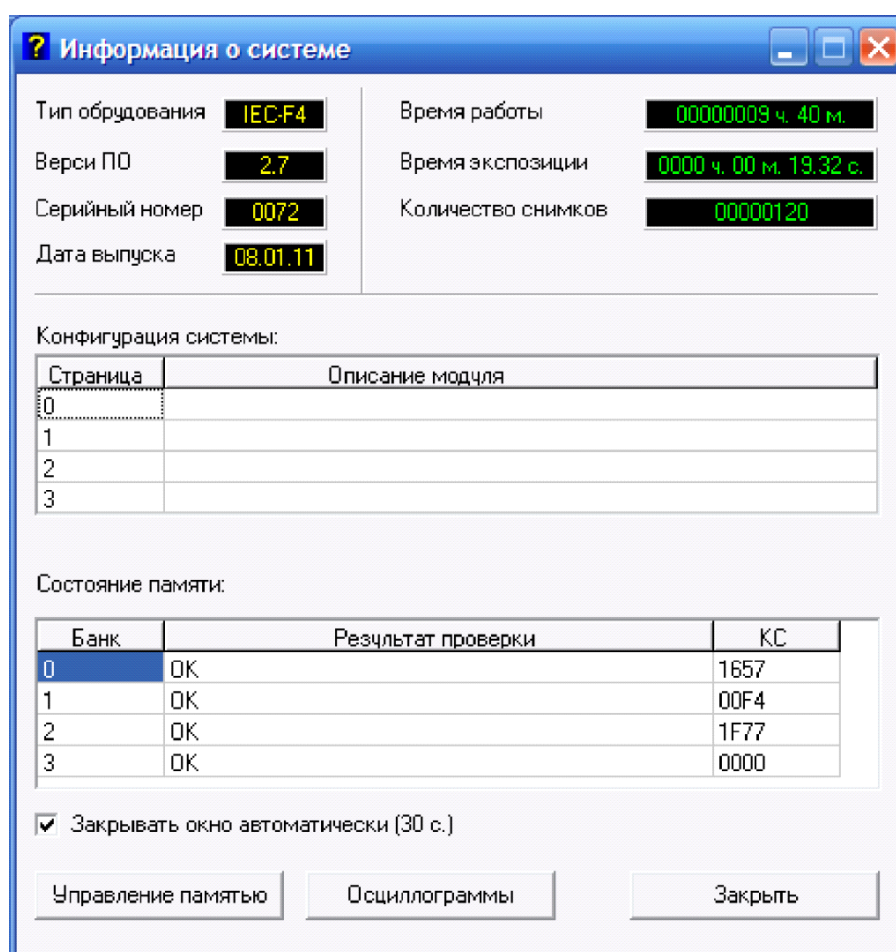 ? Информация о системе
Тип обрудования IEC-F4
Время работы 00000009 ч. 40 м.
Верси ПО 2.7
Время экспозиции 0000 ч. 00 м. 19.32 с.
Серийный номер 0072
Количество снимков 00000120
Дата выпуска 08.01.11
Конфигурация системы:
Страница Описание модуля
0
1
2
3
Состояние памяти:
Банк Результат проверки КС
0 OK 1657
1 OK 00F4
2 OK 1F77
3 OK 0000
Закрывать окно автоматически (30 с.)
Управление памятью Осциллограммы Закрыть